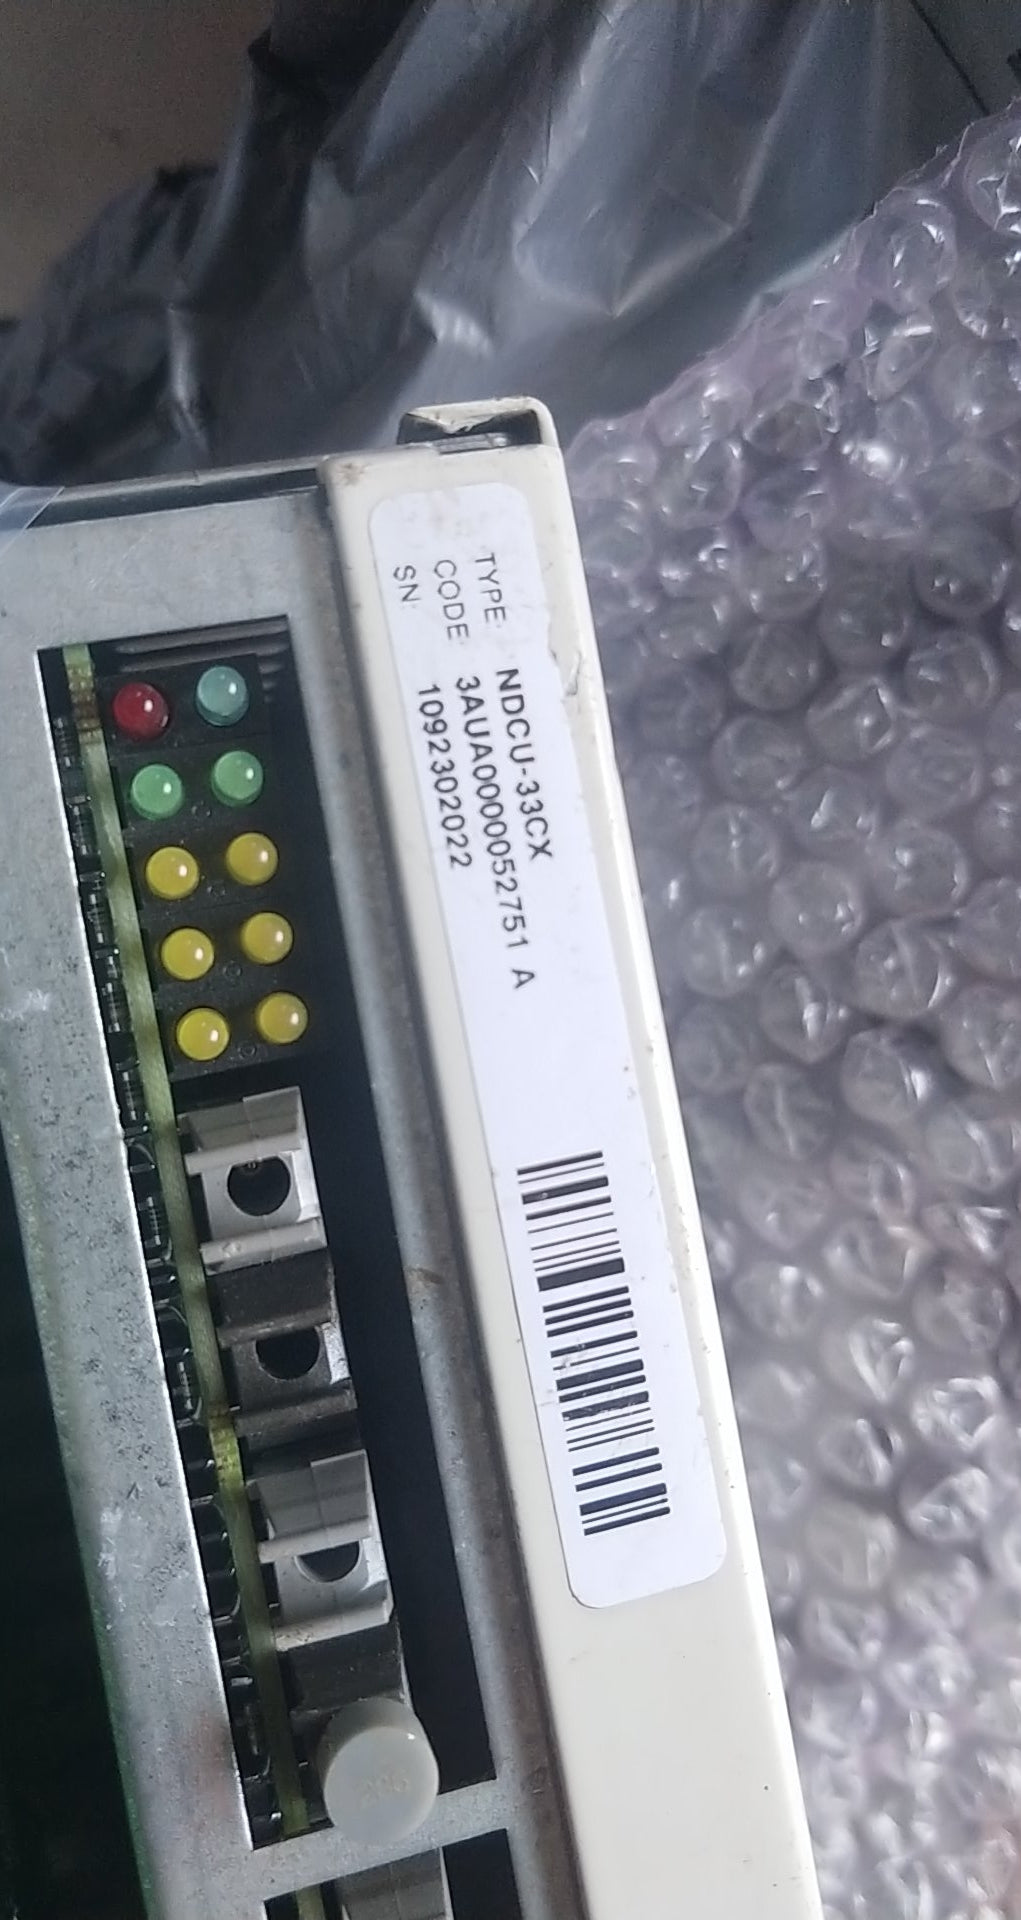 TYPE: NDCU-33CX
CODE: 3AUA0000052751 A
SN: 1092302022